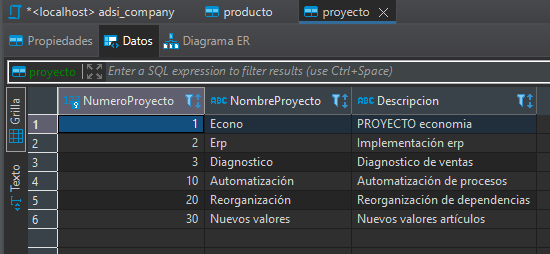 *<localhost> adsi_company producto proyecto
Propiedades Datos Diagrama ER
proyecto Enter a SQL expression to filter results (use Ctrl+Space)
Grilla
Texto
123 NumeroProyecto ABC NombreProyecto ABC Descripcion
1 1 Econo PROYECTO economia
2 2 Erp Implementación erp
3 3 Diagnostico Diagnostico de ventas
4 10 Automatización Automatización de procesos
5 20 Reorganización Reorganización de dependencias
6 30 Nuevos valores Nuevos valores artículos